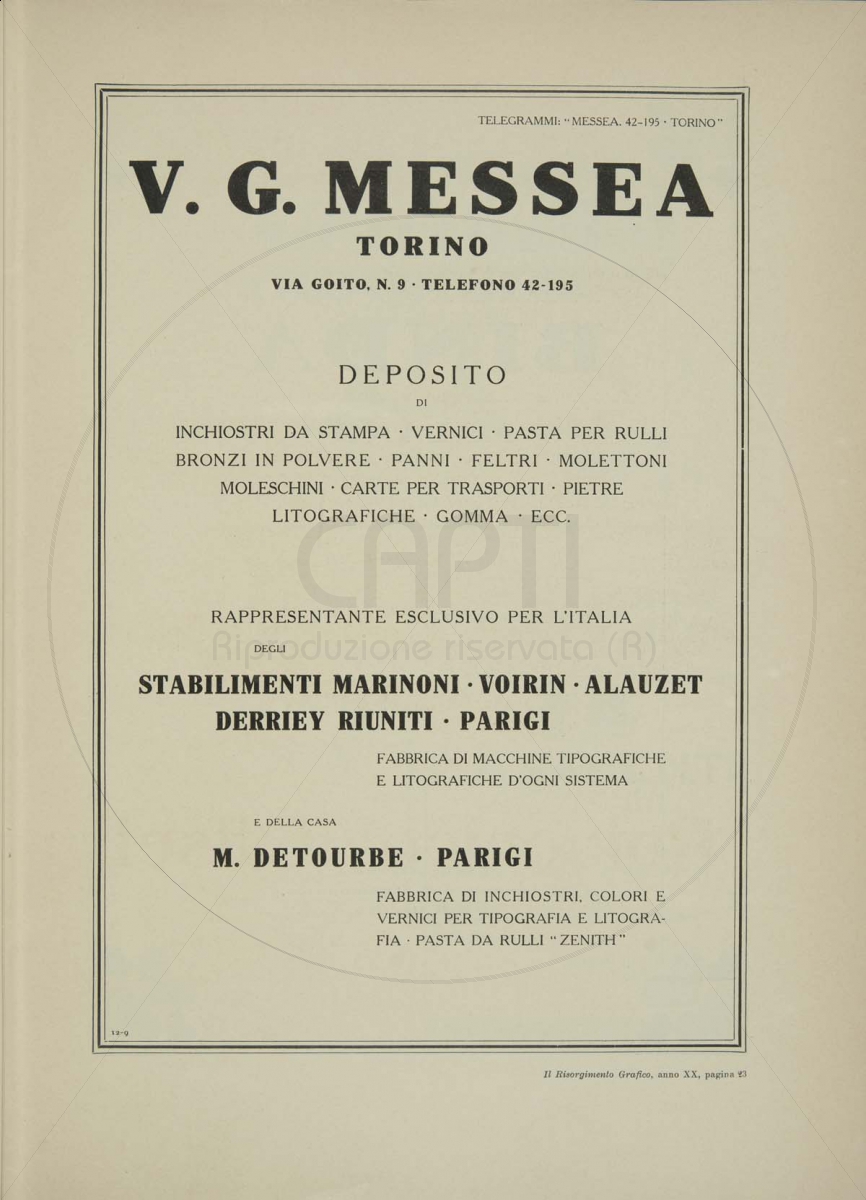 TELEGRAMMI: "MESSEA. 42-195 · TORINO"
V. G. MESSEA
TORINO
VIA GOITO, N. 9 · TELEFONO 42-195
DEPOSITO
DI
INCHIOSTRI DA STAMPA · VERNICI · PASTA PER RULLI
BRONZI IN POLVERE · PANNI · FELTRI · MOLETTONI
MOLESCHINI · CARTE PER TRASPORTI · PIETRE
LITOGRAFICHE · GOMMA · ECC.
CAPTI
RAPPRESENTANTE ESCLUSIVO PER L'ITALIA
Riproduzione riservata (R)
DEGLI
STABILIMENTI MARINONI · VOIRIN · ALAUZET
DERRIEY RIUNITI · PARIGI
FABBRICA DI MACCHINE TIPOGRAFICHE
E LITOGRAFICHE D'OGNI SISTEMA
E DELLA CASA
M. DETOURBE · PARIGI
FABBRICA DI INCHIOSTRI, COLORI E
VERNICI PER TIPOGRAFIA E LITOGRA-
FIA · PASTA DA RULLI "ZENITH"
12-9
Il Risorgimento Grafico, anno XX, pagina 23